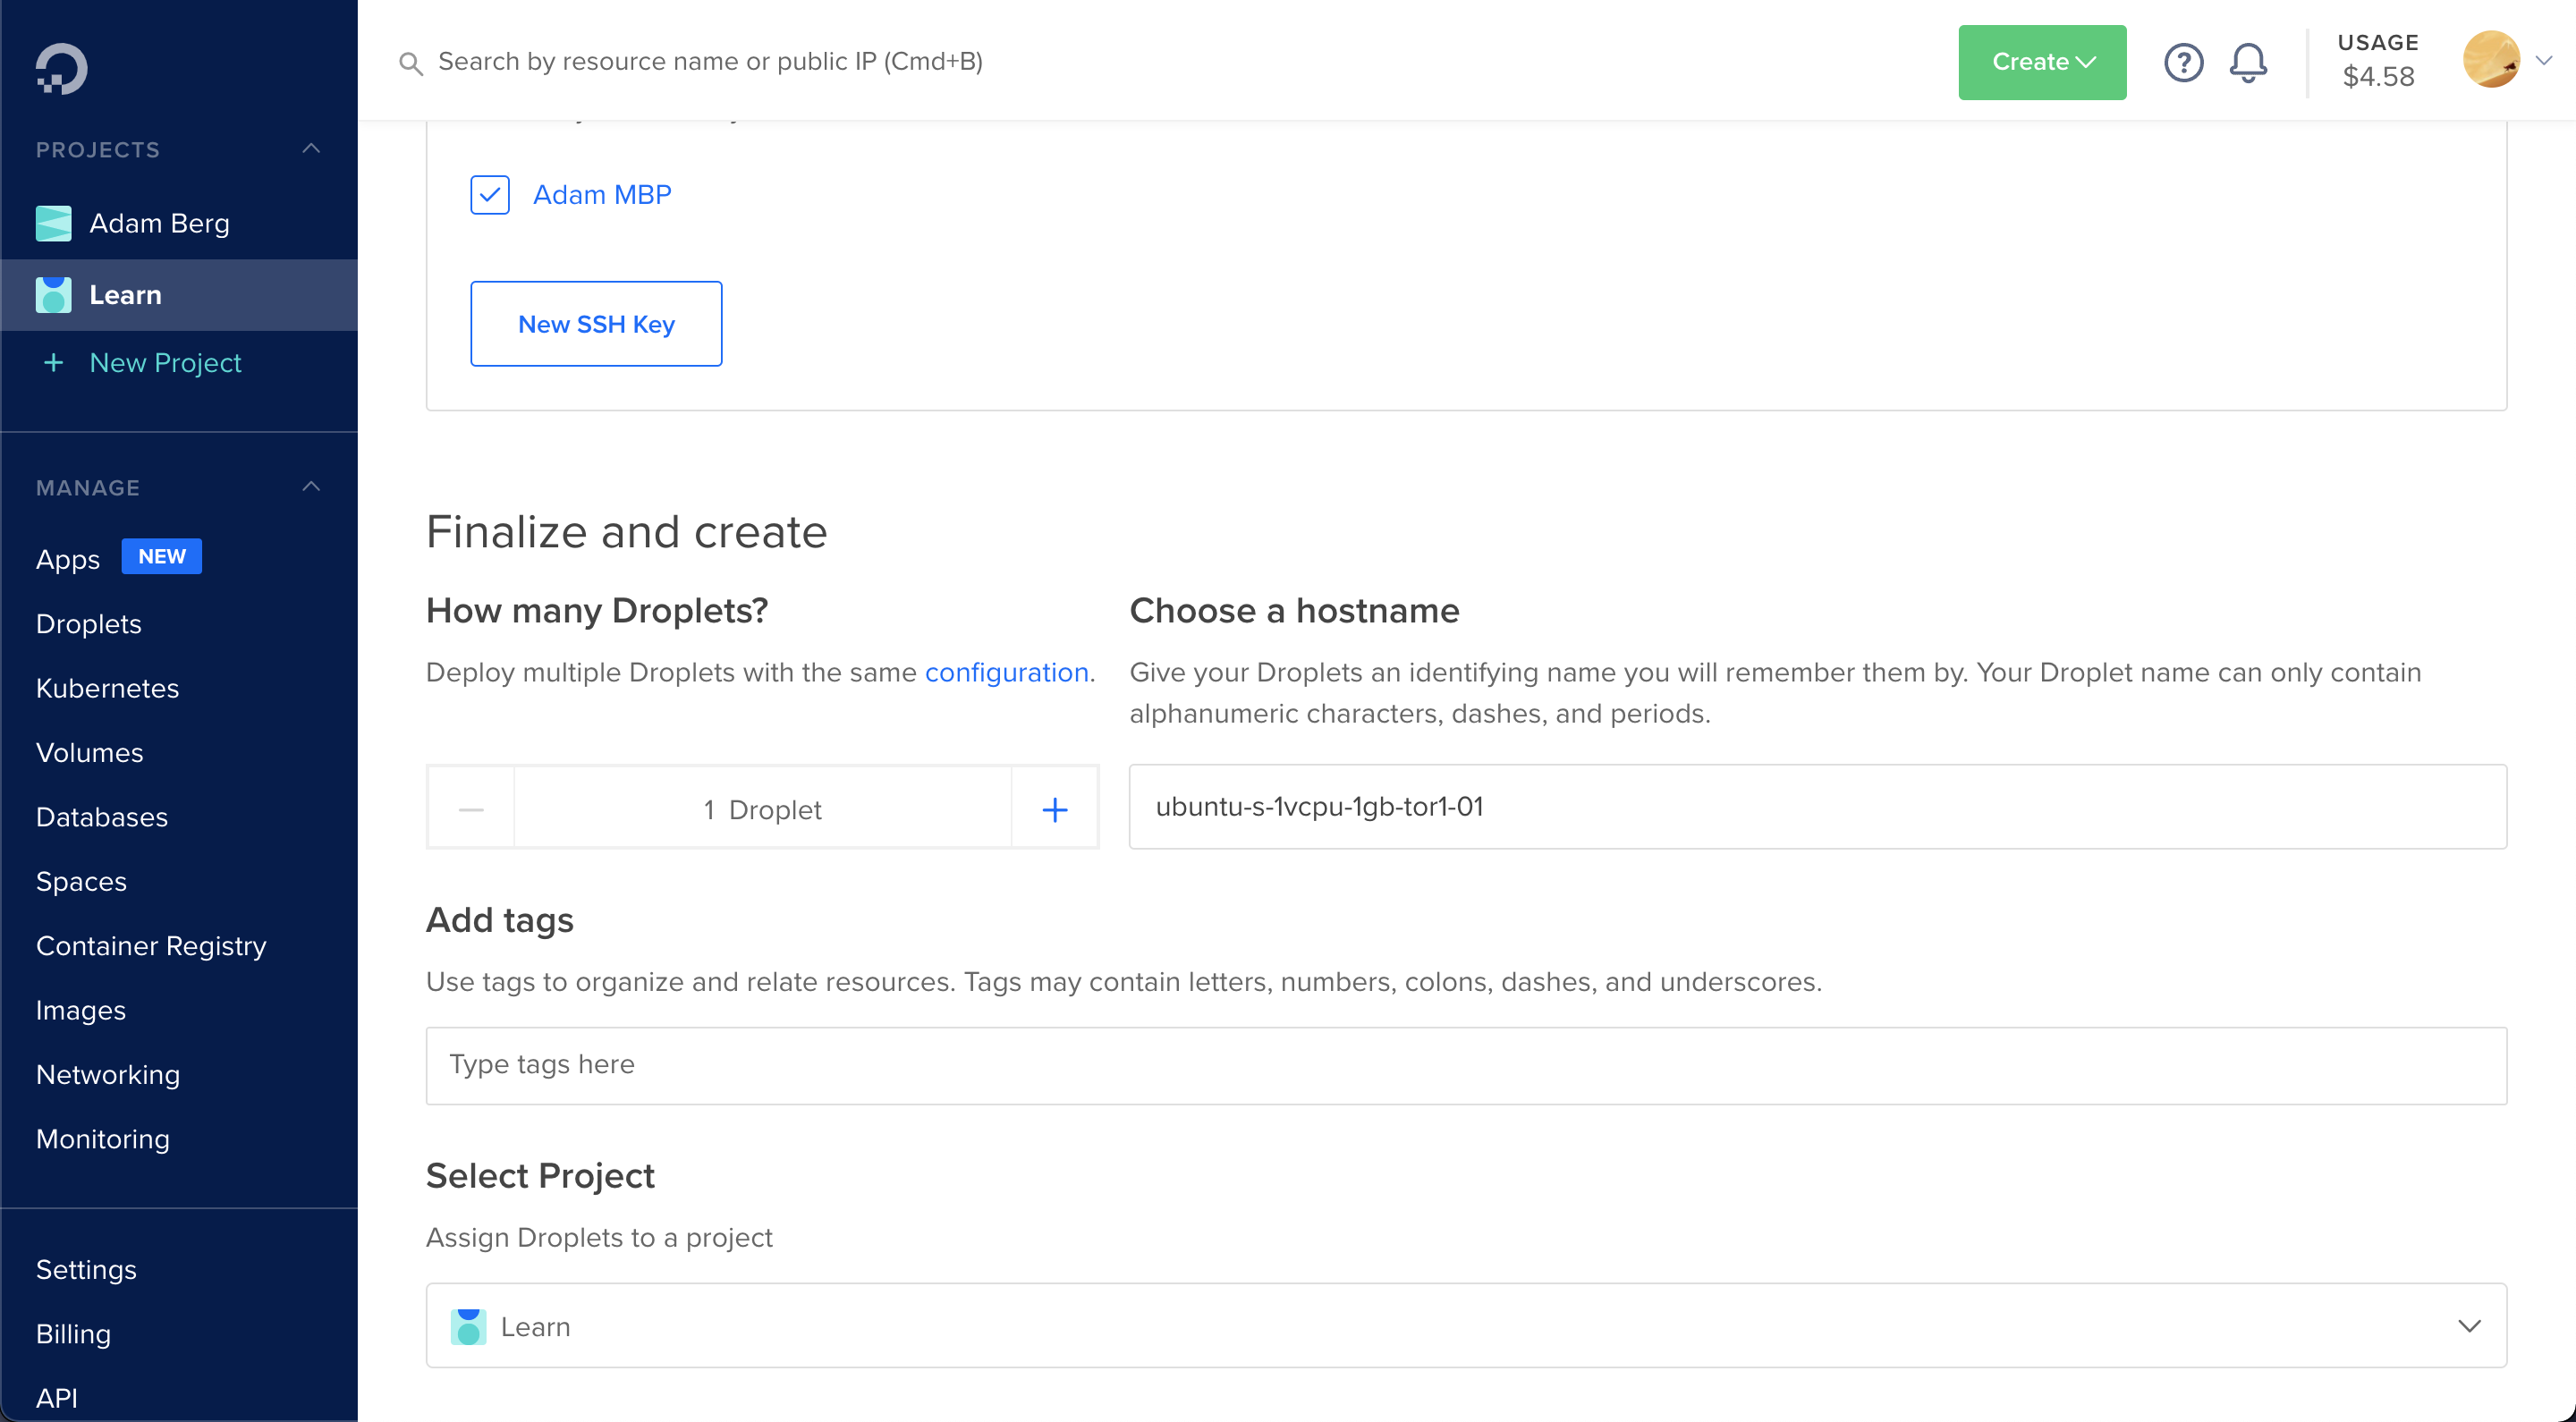 Search by resource name or public IP (Cmd+B)
Create
USAGE
$4.58
PROJECTS
Adam Berg
Learn
New Project
MANAGE
Apps NEW
Droplets
Kubernetes
Volumes
Databases
Spaces
Container Registry
Images
Networking
Monitoring
Settings
Billing
API
Adam MBP
New SSH Key
Finalize and create
How many Droplets?
Deploy multiple Droplets with the same configuration.
1 Droplet
Choose a hostname
Give your Droplets an identifying name you will remember them by. Your Droplet name can only contain
alphanumeric characters, dashes, and periods.
ubuntu-s-1vcpu-1gb-tor1-01
Add tags
Use tags to organize and relate resources. Tags may contain letters, numbers, colons, dashes, and underscores.
Type tags here
Select Project
Assign Droplets to a project
Learn